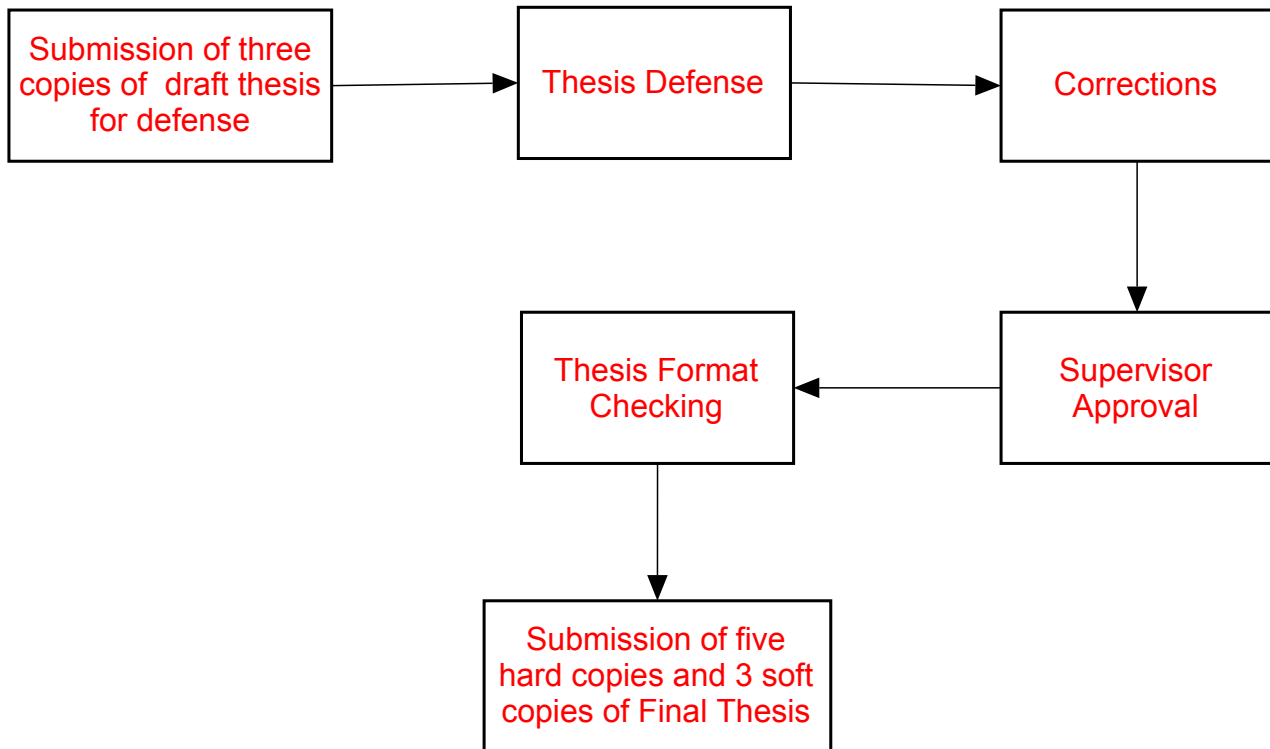 Submission of three
copies of  draft thesis
for defense
Thesis Defense
Corrections
Supervisor
Approval
Thesis Format
Checking
Submission of five
hard copies and 3 soft
copies of Final Thesis